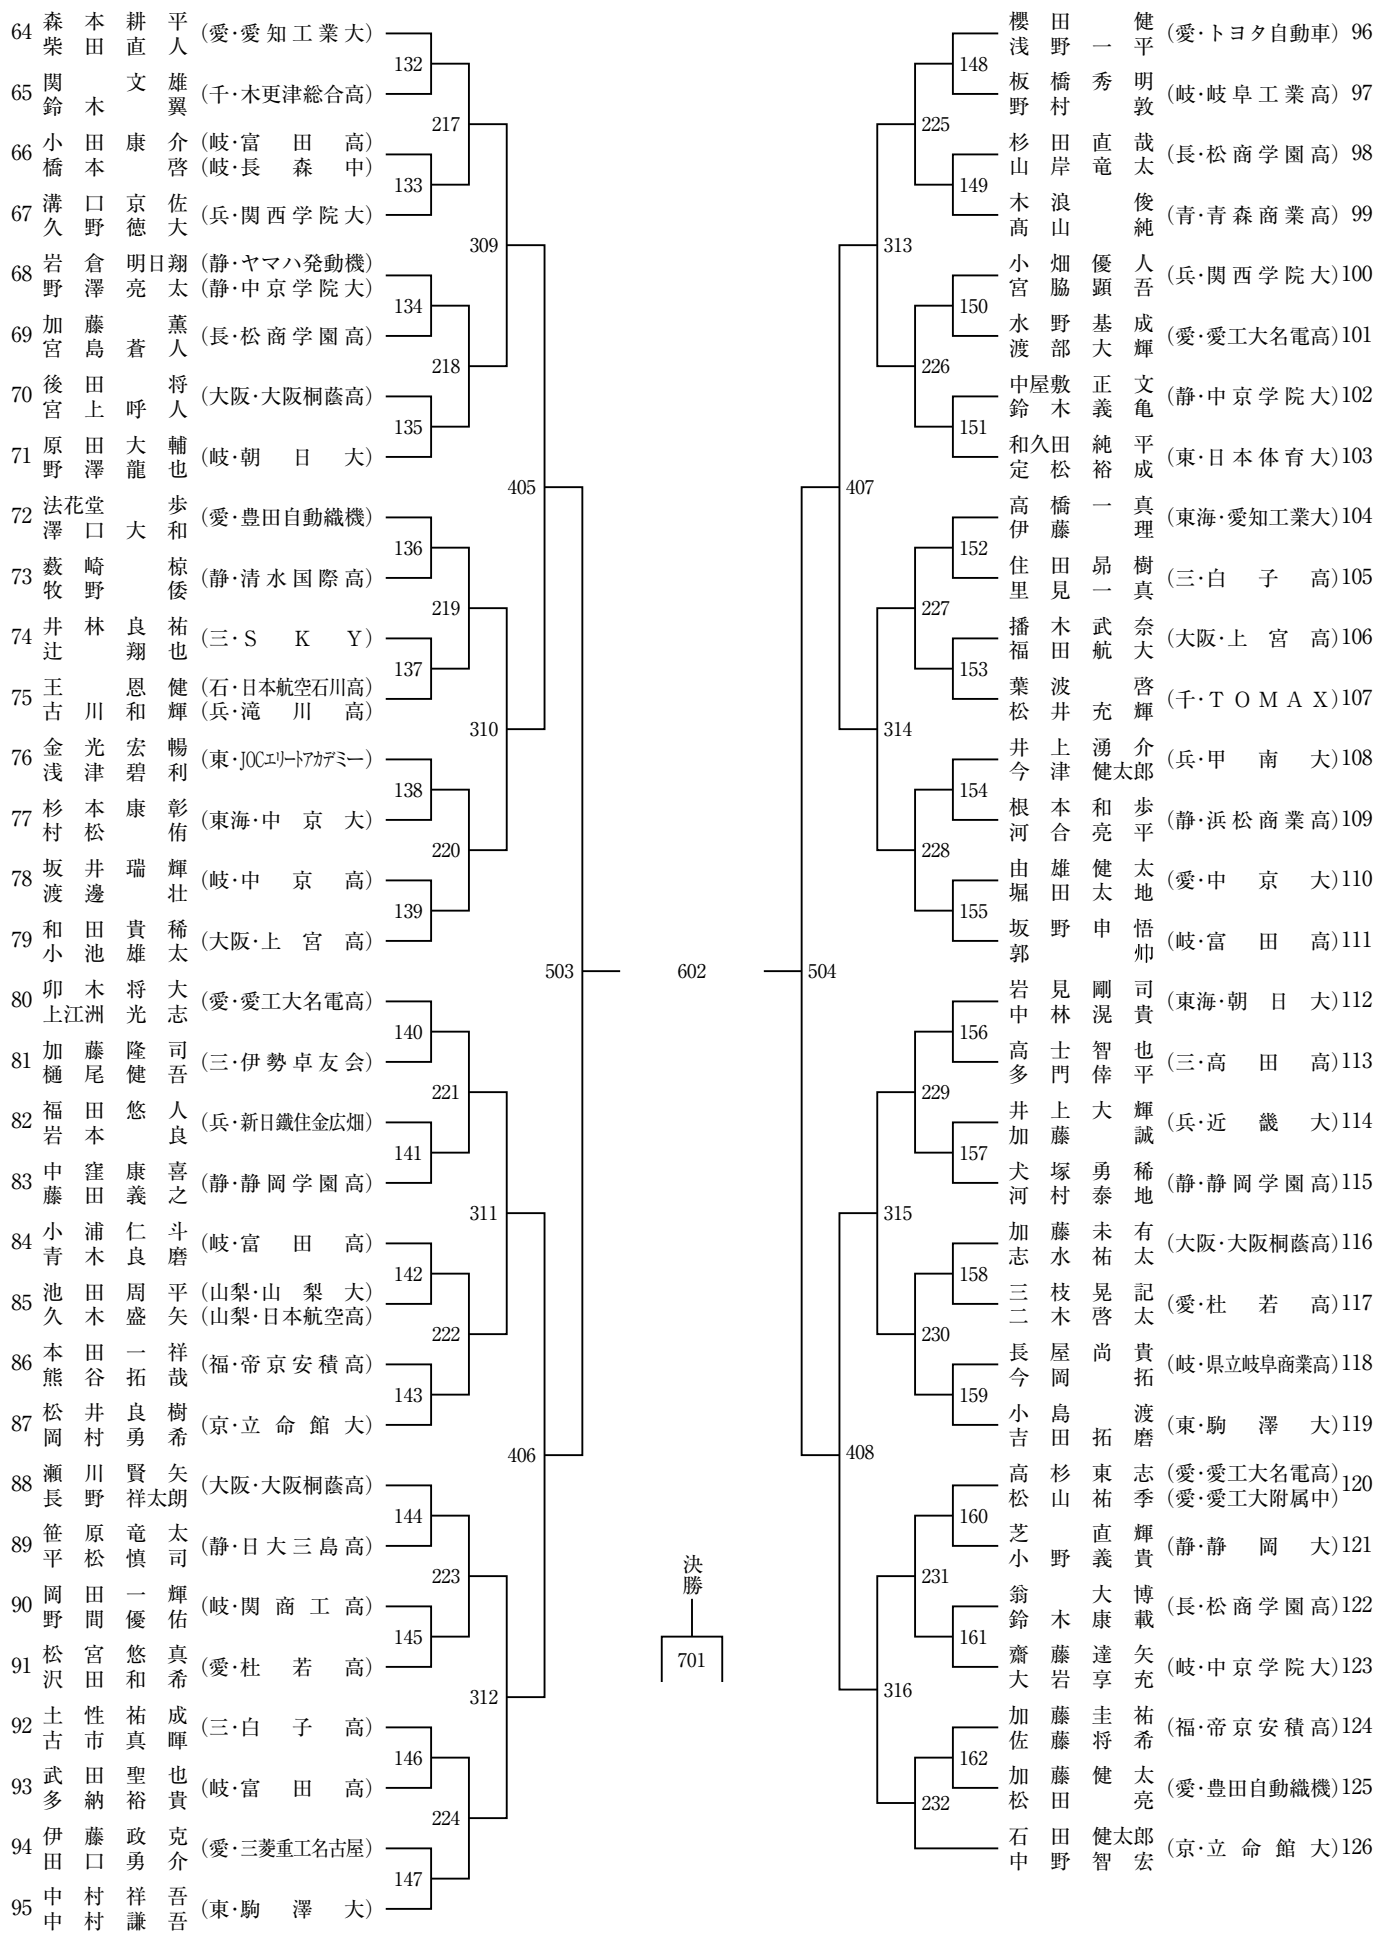 64 森本耕平 (愛・愛知工業大)
柴田直人
132
65 関文雄 (千・木更津総合高)
鈴木翼
217
66 小田康介 (岐・富田高)
橋本啓 (岐・長森中)
133
67 溝口京佐 (兵・関西学院大)
久野徳大
309
68 岩倉明日翔 (静・ヤマハ発動機)
野澤亮太 (静・中京学院大)
134
69 加藤薫 (長・松商学園高)
宮島蒼人
218
70 後田将 (大阪・大阪桐蔭高)
宮上呼人
135
71 原田大輔 (岐・朝日大)
野澤龍也
405
72 法花堂歩 (愛・豊田自動織機)
澤口大和
136
73 薮崎椋 (静・清水国際高)
牧野倭
219
74 井林良祐 (三・SKY)
辻翔也
137
75 王恩健 (石・日本航空石川高)
古川和輝 (兵・滝川高)
310
76 金光宏暢 (東・JOCエリートアカデミー)
浅津碧利
138
77 杉本康彰 (東海・中京大)
村松侑
220
78 坂井瑞輝 (岐・中京高)
渡邊壮
139
79 和田貴稀 (大阪・上宮高)
小池雄太
503
80 卯木将大 (愛・愛工大名電高)
上江洲光志
140
81 加藤隆司 (三・伊勢卓友会)
樋尾健吾
221
82 福田悠人 (兵・新日鐵住金広畑)
岩本良
141
83 中窪康喜 (静・静岡学園高)
藤田義之
311
84 小浦仁斗 (岐・富田高)
青木良磨
142
85 池田周平 (山梨・山梨大)
久木盛矢 (山梨・日本航空高)
222
86 本田一祥 (福・帝京安積高)
熊谷拓哉
143
87 松井良樹 (京・立命館大)
岡村勇希
406
88 瀬川賢矢 (大阪・大阪桐蔭高)
長野祥太朗
144
89 笹原竜太 (静・日大三島高)
平松慎司
223
90 岡田一輝 (岐・関商工高)
野間優佑
145
91 松宮悠真 (愛・杜若高)
沢田和希
312
92 土性祐成 (三・白子高)
古市真暉
146
93 武田聖也 (岐・富田高)
多納裕貴
224
94 伊藤政克 (愛・三菱重工名古屋)
田口勇介
147
95 中村祥吾 (東・駒澤大)
中村謙吾
602
決勝
701
櫻田健 (愛・トヨタ自動車) 96
浅野一平
148
板橋秀明 (岐・岐阜工業高) 97
野村敦
225
杉田直哉 (長・松商学園高) 98
山岸竜太
149
木浪俊 (青・青森商業高) 99
髙山純
313
小畑優人 (兵・関西学院大) 100
宮脇顕吾
150
水野基成 (愛・愛工大名電高) 101
渡部大輝
226
中屋敷正文 (静・中京学院大) 102
鈴木義亀
151
和久田純平 (東・日本体育大) 103
定松裕成
407
高橋一真 (東海・愛知工業大) 104
伊藤理
152
住田昴樹 (三・白子高) 105
里見一真
227
播木武奈 (大阪・上宮高) 106
福田航大
153
葉波啓 (千・TOMAX) 107
松井充輝
314
井上湧介 (兵・甲南大) 108
今津健太郎
154
根本和歩 (静・浜松商業高) 109
河合亮平
228
由雄健太 (愛・中京大) 110
堀田太地
155
坂野申悟 (岐・富田高) 111
郭帅
504
岩見剛司 (東海・朝日大) 112
中林滉貴
156
高士智也 (三・高田高) 113
多門倖平
229
井上大輝 (兵・近畿大) 114
加藤誠
157
犬塚勇稀 (静・静岡学園高) 115
河村泰地
315
加藤未有 (大阪・大阪桐蔭高) 116
志水祐太
158
三枝晃記 (愛・杜若高) 117
二木啓太
230
長屋尚貴 (岐・県立岐阜商業高) 118
今岡拓
159
小島渡 (東・駒澤大) 119
吉田拓磨
408
高杉東志 (愛・愛工大名電高) 120
松山祐季 (愛・愛工大附属中)
160
芝直輝 (静・静岡大) 121
小野義貴
231
翁大博 (長・松商学園高) 122
鈴木康載
161
齋藤達矢 (岐・中京学院大) 123
大岩享充
316
加藤圭祐 (福・帝京安積高) 124
佐藤将希
162
加藤健太 (愛・豊田自動織機) 125
松田亮
232
石田健太郎 (京・立命館大) 126
中野智宏